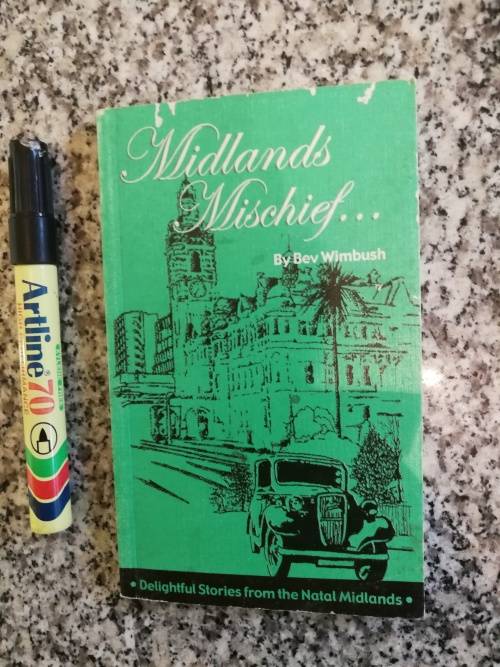 Midlands
Mischief...
By Bev Wimbush
• Delightful Stories from the Natal Midlands •
Artline® 70